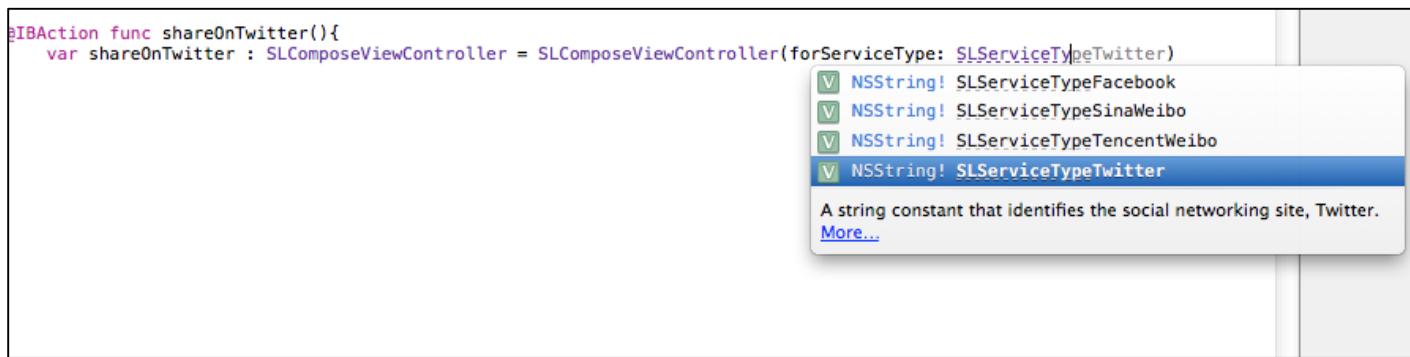 @IBAction func shareOnTwitter(){
var shareOnTwitter : SLComposeViewController = SLComposeViewController(forServiceType: SLServiceTypeTwitter)
V NSString! SLServiceTypeFacebook
V NSString! SLServiceTypeSinaWeibo
V NSString! SLServiceTypeTencentWeibo
V NSString! SLServiceTypeTwitter
A string constant that identifies the social networking site, Twitter.
More...